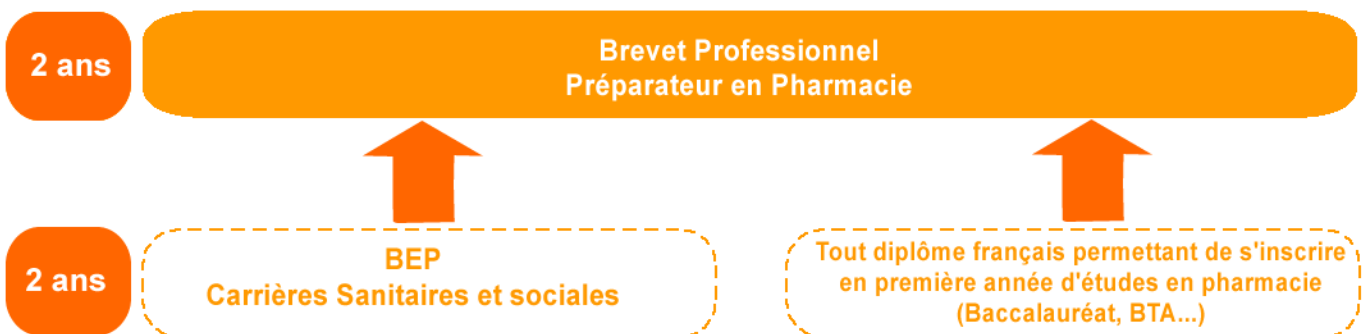 2 ans
Brevet Professionnel
Préparateur en Pharmacie
2 ans
BEP
Carrières Sanitaires et sociales
Tout diplôme français permettant de s'inscrire
en première année d'études en pharmacie
(Baccalauréat, BTA...)